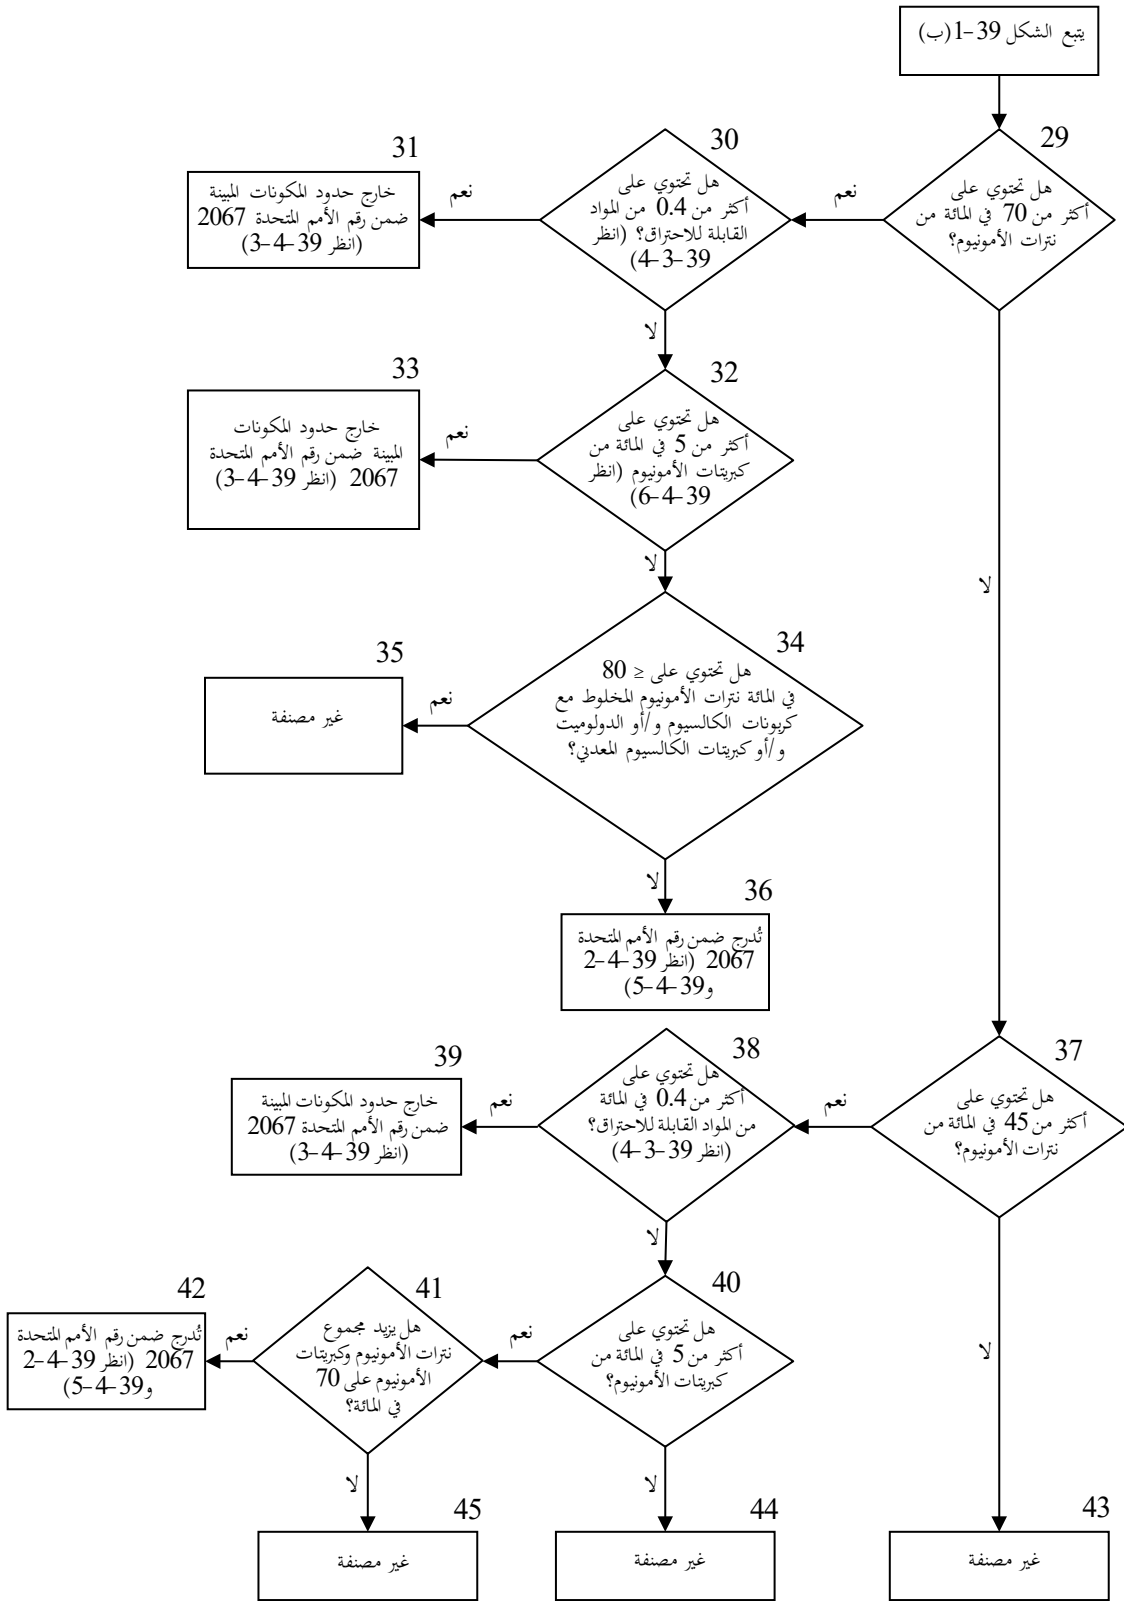 يتبع الشكل 39-1(ب)
29
هل تحتوي على
أكثر من 70 في المائة من
نترات الأمونيوم؟
نعم
لا
30
هل تحتوي على
أكثر من 0.4 من المواد
القابلة للاحتراق؟ (انظر
39-3-4)
نعم
لا
31
خارج حدود المكونات المبينة
ضمن رقم الأمم المتحدة 2067
(انظر 39-4-3)
32
هل تحتوي على
أكثر من 5 في المائة من
كبريتات الأمونيوم (انظر
39-4-6)
نعم
لا
33
خارج حدود المكونات
المبينة ضمن رقم الأمم المتحدة
2067 (انظر 39-4-3)
34
هل تحتوي على ≤ 80
في المائة نترات الأمونيوم المخلوط مع
كربونات الكالسيوم و/أو الدولوميت
و/أو كبريتات الكالسيوم المعدني؟
نعم
لا
35
غير مصنفة
36
تُدرج ضمن رقم الأمم المتحدة
2067 (انظر 39-4-2
و39-4-5)
37
هل تحتوي على
أكثر من 45 في المائة من
نترات الأمونيوم؟
نعم
لا
38
هل تحتوي على
أكثر من 0.4 في المائة
من المواد القابلة للاحتراق؟
(انظر 39-3-4)
نعم
لا
39
خارج حدود المكونات المبينة
ضمن رقم الأمم المتحدة 2067
(انظر 39-4-3)
40
هل تحتوي على
أكثر من 5 في المائة من
كبريتات الأمونيوم؟
نعم
لا
41
هل يزيد مجموع
نترات الأمونيوم وكبريتات
الأمونيوم على 70
في المائة؟
نعم
لا
42
تُدرج ضمن رقم الأمم المتحدة
2067 (انظر 39-4-2
و39-4-5)
43
غير مصنفة
44
غير مصنفة
45
غير مصنفة